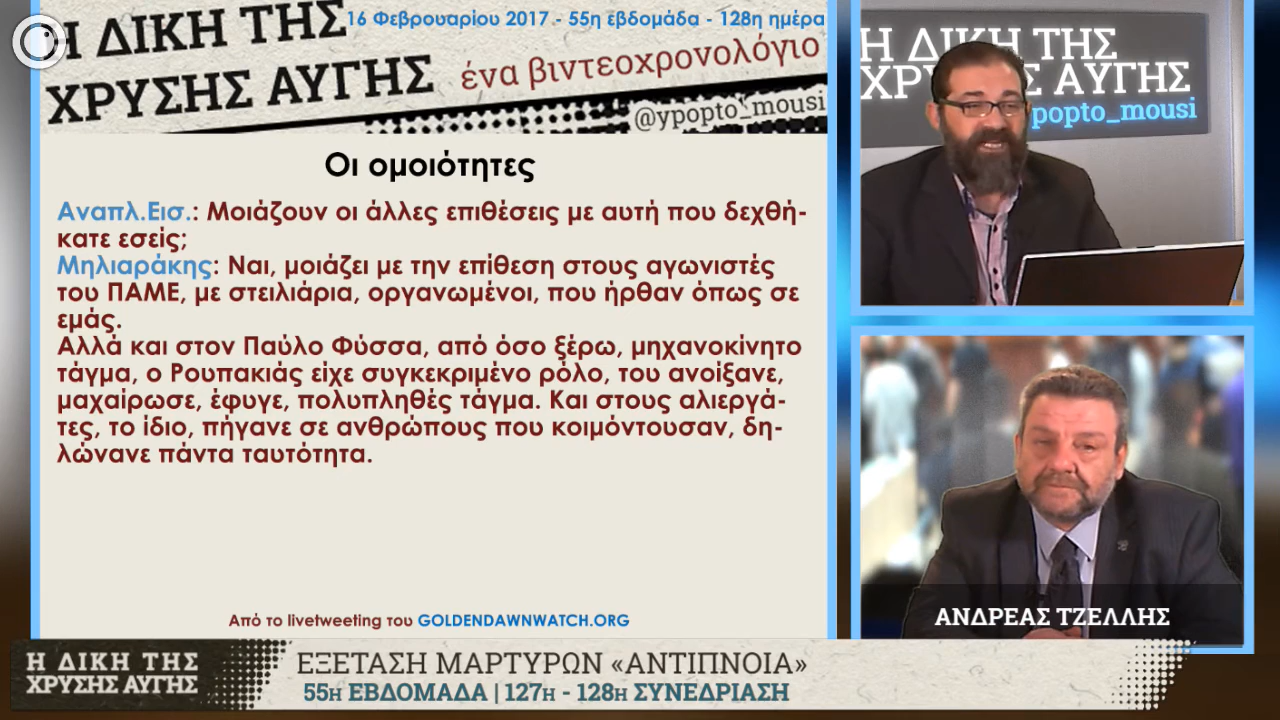 Η ΔΙΚΗ ΤΗΣ
16 Φεβρουαρίου 2017 - 55η εβδομάδα - 128η ημέρα
ΧΡΥΣΗΣ ΑΥΓΗΣ
ένα βιντεοχρονολόγιο
@ypopto_mousi
Οι ομοιότητες
Αναπλ.Εισ.: Μοιάζουν οι άλλες επιθέσεις με αυτή που δεχθή-
κατε εσείς;
Μηλιαράκης: Ναι, μοιάζει με την επίθεση στους αγωνιστές
του ΠΑΜΕ, με στειλιάρια, οργανωμένοι, που ήρθαν όπως σε
εμάς.
Αλλά και στον Παύλο Φύσσα, από όσο ξέρω, μηχανοκίνητο
τάγμα, ο Ρουπακιάς είχε συγκεκριμένο ρόλο, του ανοίξανε,
μαχαίρωσε, έφυγε, πολυπληθές τάγμα. Και στους αλιεργά-
τες, το ίδιο, πήγανε σε ανθρώπους που κοιμόντουσαν, δη-
λώνανε πάντα ταυτότητα.
Από το livetweeting του GOLDENDAWNWATCH.ORG
Η ΔΙΚΗ ΤΗΣ
ΧΡΥΣΗΣ ΑΥΓΗΣ
ypopto_mousi
ΑΝΔΡΕΑΣ ΤΖΕΛΛΗΣ
Η ΔΙΚΗ ΤΗΣ
ΧΡΥΣΗΣ ΑΥΓΗΣ
ΕΞΕΤΑΣΗ ΜΑΡΤΥΡΩΝ «ΑΝΤΙΠΝΟΙΑ»
55Η ΕΒΔΟΜΑΔΑ | 127Η - 128Η ΣΥΝΕΔΡΙΑΣΗ